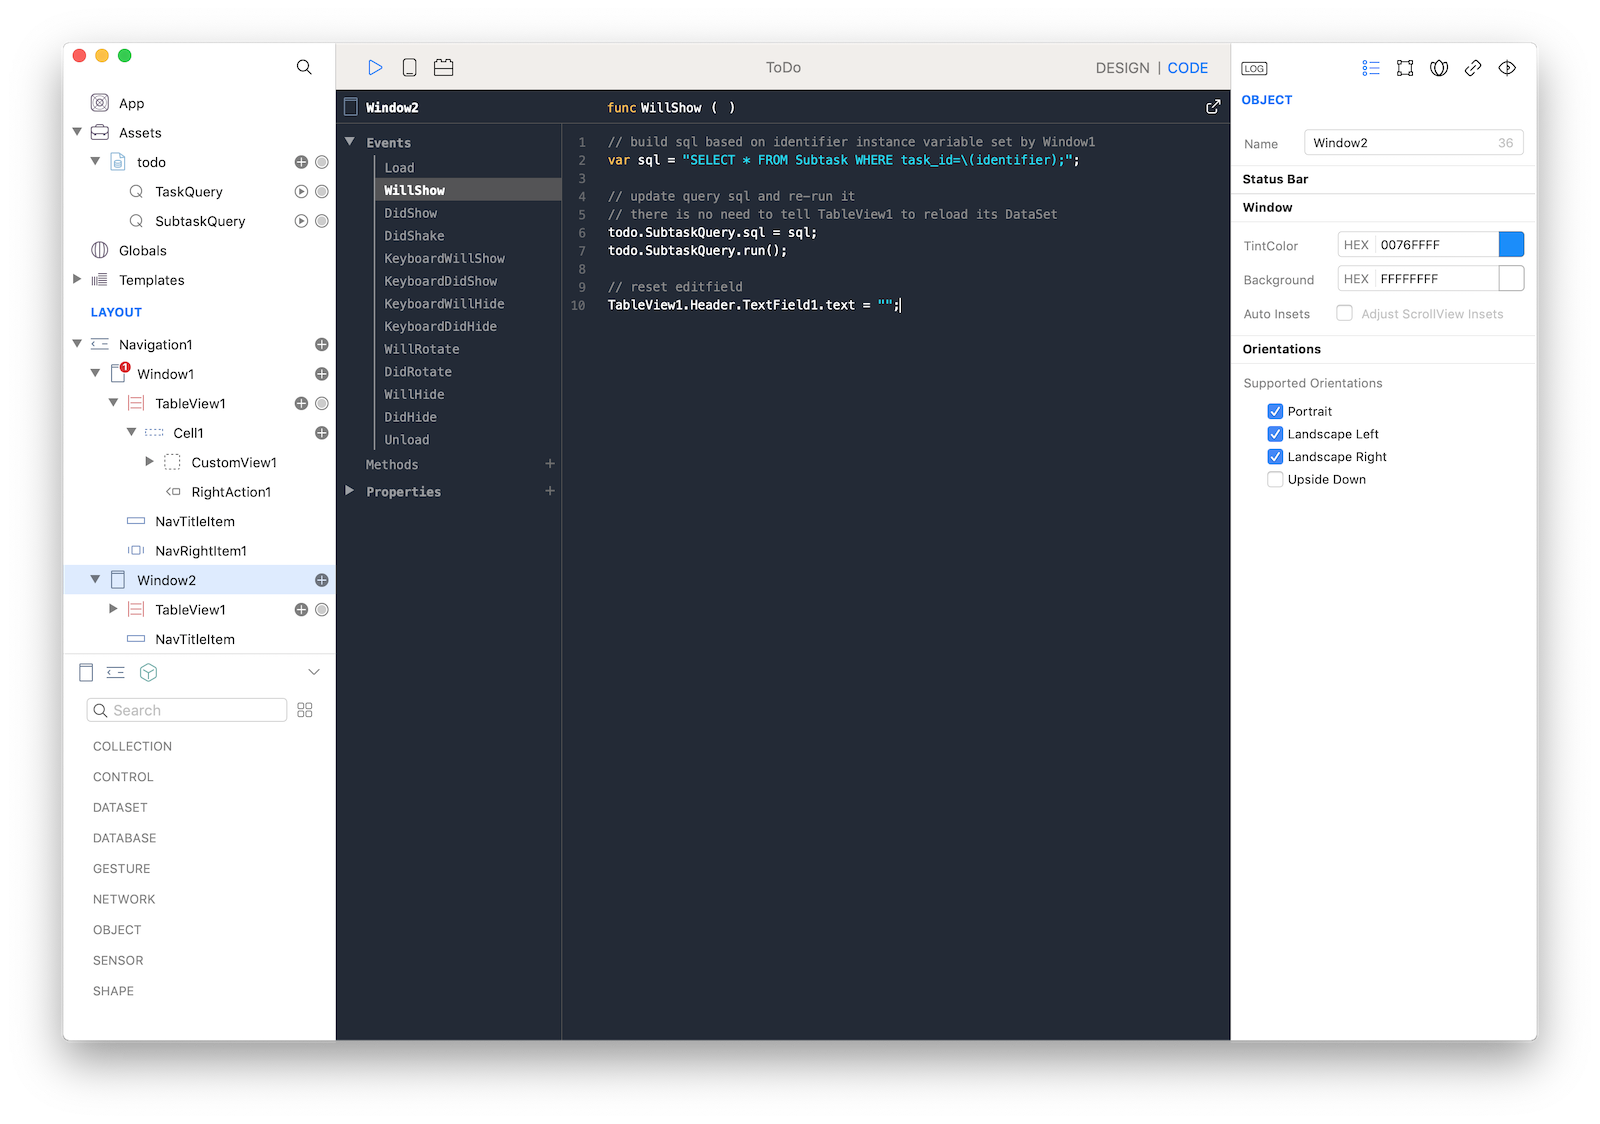 App
Assets
todo
TaskQuery
SubtaskQuery
Globals
Templates
LAYOUT
Navigation1
1
Window1
TableView1
Cell1
CustomView1
RightAction1
NavTitleItem
NavRightItem1
Window2
TableView1
NavTitleItem
Search
COLLECTION
CONTROL
DATASET
DATABASE
GESTURE
NETWORK
OBJECT
SENSOR
SHAPE
ToDo
DESIGN | CODE
Window2
func WillShow ( )
Events
Load
WillShow
DidShow
DidShake
KeyboardWillShow
KeyboardDidShow
KeyboardWillHide
KeyboardDidHide
WillRotate
DidRotate
WillHide
DidHide
Unload
Methods +
Properties +
1 // build sql based on identifier instance variable set by Window1
2 var sql = "SELECT * FROM Subtask WHERE task_id=\(identifier);";
3
4 // update query sql and re-run it
5 // there is no need to tell TableView1 to reload its DataSet
6 todo.SubtaskQuery.sql = sql;
7 todo.SubtaskQuery.run();
8
9 // reset editfield
10 TableView1.Header.TextField1.text = "";
LOG
OBJECT
Name Window2 36
Status Bar
Window
TintColor HEX 0076FFFF
Background HEX FFFFFFFF
Auto Insets Adjust ScrollView Insets
Orientations
Supported Orientations
Portrait
Landscape Left
Landscape Right
Upside Down